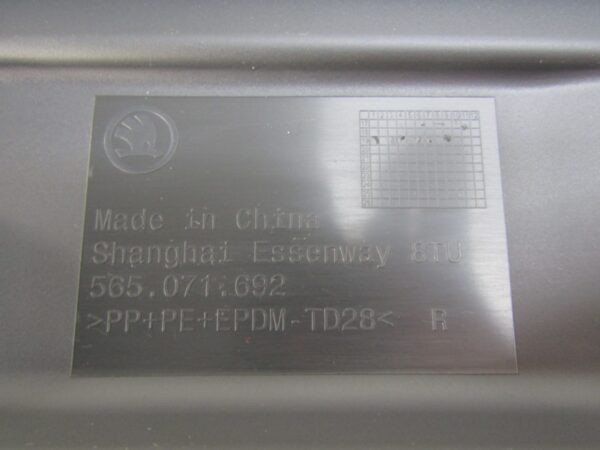 Made in China
Shanghai Essenway 8TU
565.071.692
>PP+PE+EPDM-TD28< R